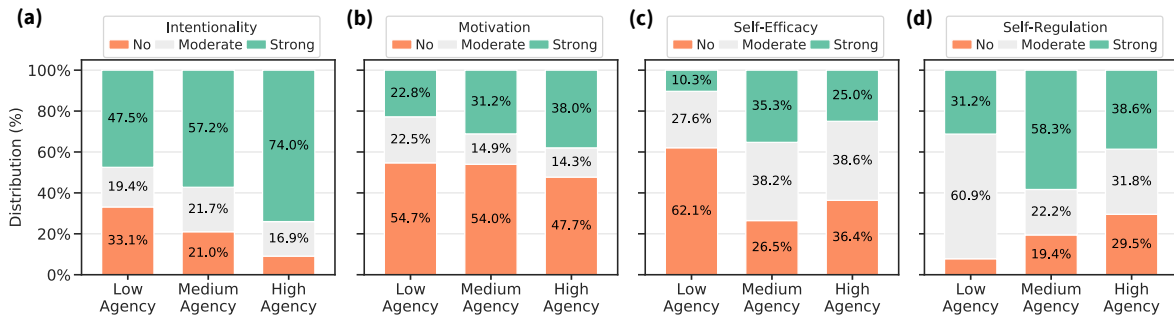 (a)
Intentionality
No Moderate Strong
Distribution (%)
100%
80%
60%
40%
20%
0%
47.5%
19.4%
33.1%
57.2%
21.7%
21.0%
74.0%
16.9%
Low
Agency
Medium
Agency
High
Agency
(b)
Motivation
No Moderate Strong
22.8%
22.5%
54.7%
31.2%
14.9%
54.0%
38.0%
14.3%
47.7%
Low
Agency
Medium
Agency
High
Agency
(c)
Self-Efficacy
No Moderate Strong
10.3%
27.6%
62.1%
35.3%
38.2%
26.5%
25.0%
38.6%
36.4%
Low
Agency
Medium
Agency
High
Agency
(d)
Self-Regulation
No Moderate Strong
31.2%
60.9%
58.3%
22.2%
19.4%
38.6%
31.8%
29.5%
Low
Agency
Medium
Agency
High
Agency